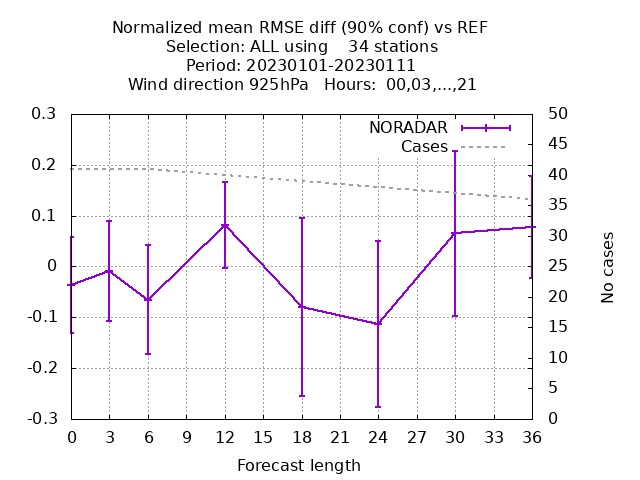 Normalized mean RMSE diff (90% conf) vs REF
Selection: ALL using    34 stations
Period: 20230101-20230111
Wind direction 925hPa   Hours:  00,03,...,21
NORADAR
Cases
0.3
0.2
0.1
0
-0.1
-0.2
-0.3
50
45
40
35
30
25
20
15
10
5
0
No cases
0 3 6 9 12 15 18 21 24 27 30 33 36
Forecast length